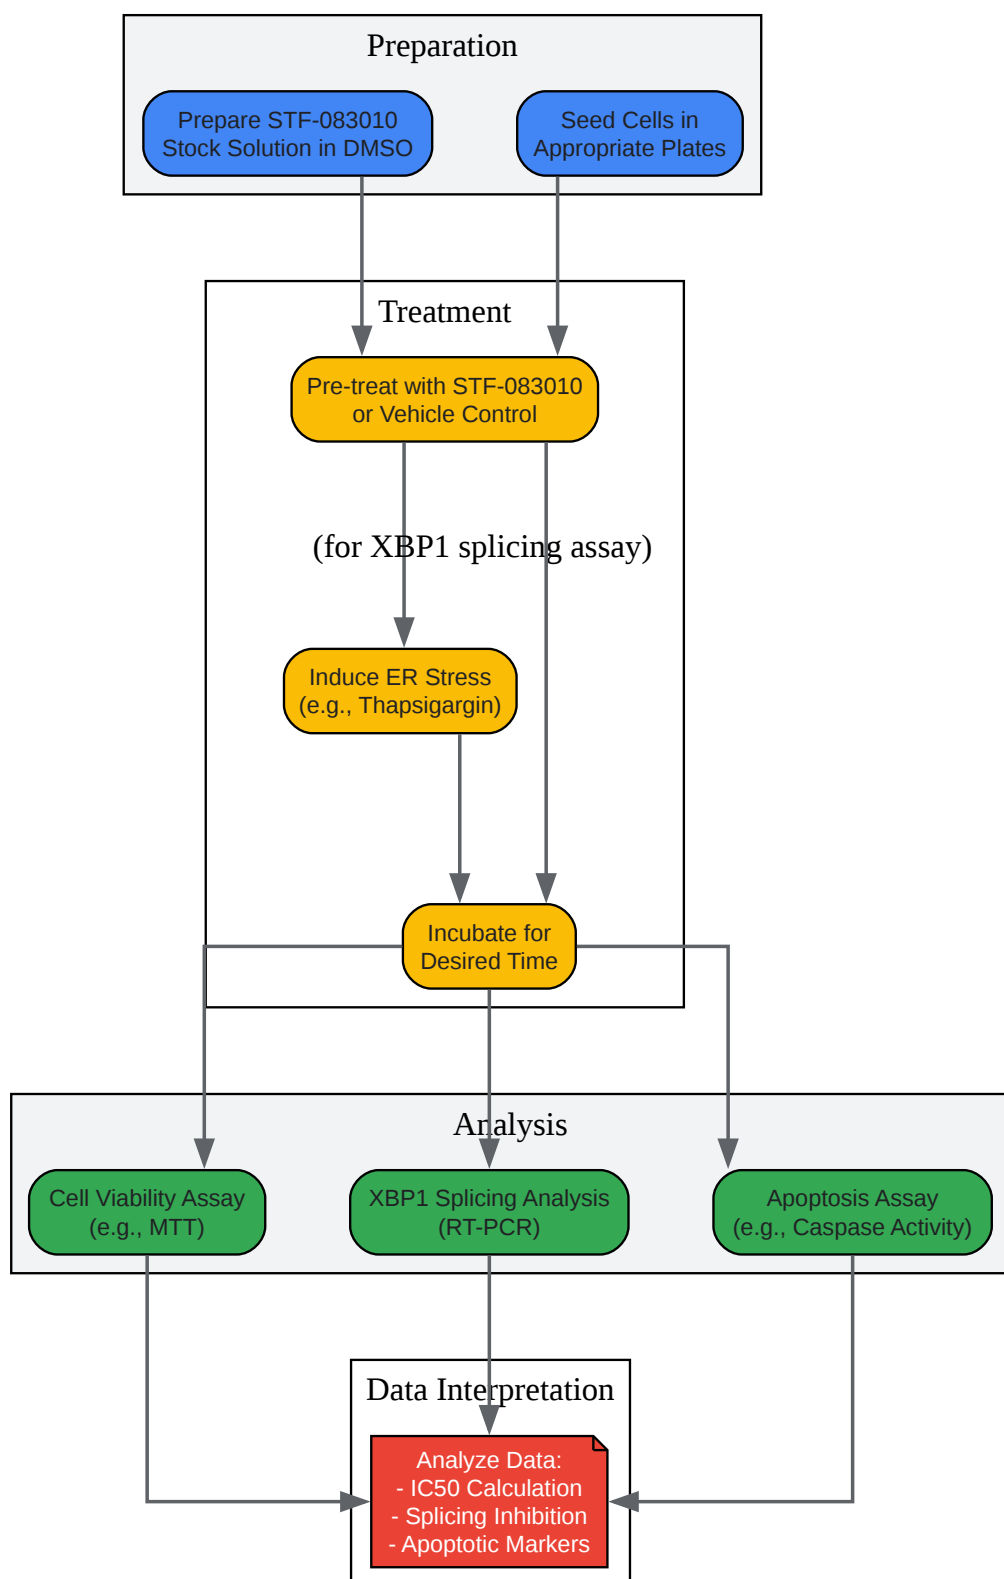 Preparation
Prepare STF-083010
Stock Solution in DMSO
Seed Cells in
Appropriate Plates
Treatment
Pre-treat with STF-083010
or Vehicle Control
(for XBP1 splicing assay)
Induce ER Stress
(e.g., Thapsigargin)
Incubate for
Desired Time
Analysis
Cell Viability Assay
(e.g., MTT)
XBP1 Splicing Analysis
(RT-PCR)
Apoptosis Assay
(e.g., Caspase Activity)
Data Interpretation
Analyze Data:
- IC50 Calculation
- Splicing Inhibition
- Apoptotic Markers